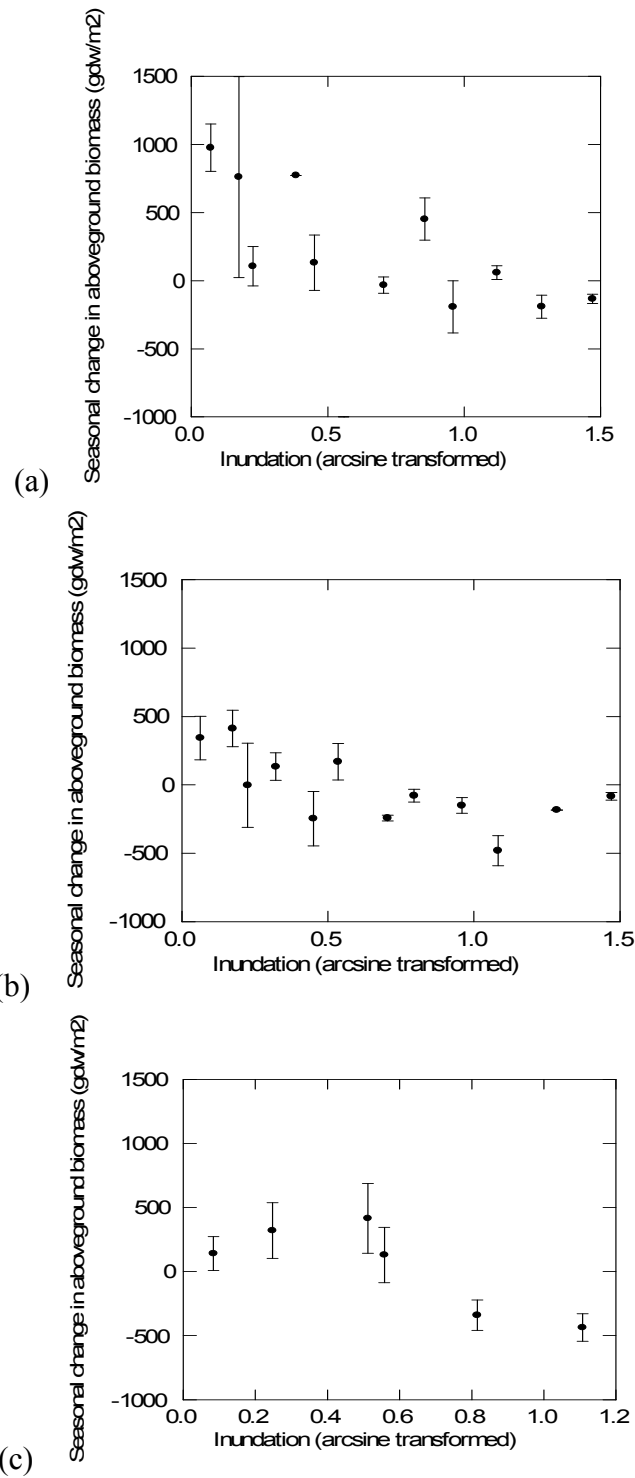 Seasonal change in aboveground biomass (gdw/m2)
1500
1000
500
0
-500
-1000
0.0 0.5 1.0 1.5
Inundation (arcsine transformed)
(a)
Seasonal change in aboveground biomass (gdw/m2)
1500
1000
500
0
-500
-1000
0.0 0.5 1.0 1.5
Inundation (arcsine transformed)
(b)
Seasonal change in aboveground biomass (gdw/m2)
1500
1000
500
0
-500
-1000
0.0 0.2 0.4 0.6 0.8 1.0 1.2
Inundation (arcsine transformed)
(c)